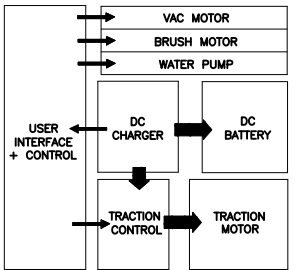 VAC MOTOR
BRUSH MOTOR
WATER PUMP
USER
INTERFACE
+ CONTROL
DC
CHARGER
DC
BATTERY
TRACTION
CONTROL
TRACTION
MOTOR